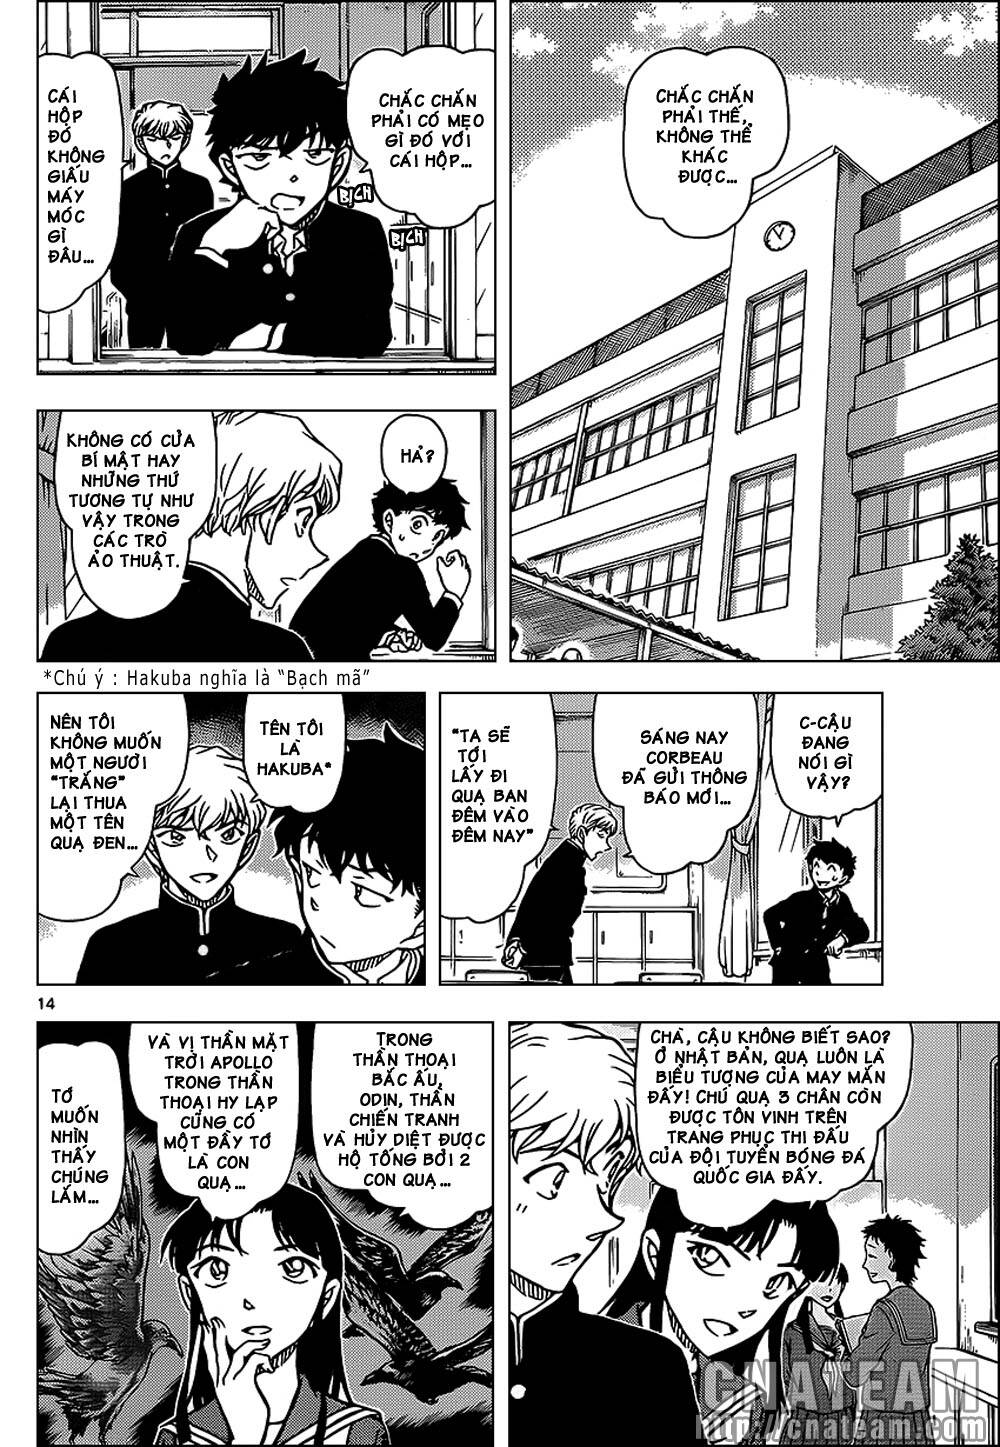 CHẮC CHẮN
PHẢI THẾ,
KHÔNG THỂ
KHÁC
ĐƯỢC...
CHẮC CHẮN
PHẢI CÓ MẸO
GÌ ĐÓ VỚI
CÁI HỘP...
BỊCH
BỊCH
CÁI
HỘP
ĐÓ
KHÔNG
GIẤU
MÁY
MÓC
GÌ
ĐÂU...
HẢ?
KHÔNG CÓ CỬA
BÍ MẬT HAY
NHỮNG THỨ
TƯƠNG TỰ NHƯ
VẬY TRONG
CÁC TRÒ
ẢO THUẬT.
*Chú ý : Hakuba nghĩa là “Bạch mã”
C-CẬU
ĐANG
NÓI GÌ
VẬY?
SÁNG NAY
CORBEAU
ĐÃ GỬI THÔNG
BÁO MỚI...
“TA SẼ
TỚI
LẤY ĐI
QUẠ BAN
ĐÊM VÀO
ĐÊM NAY”
TÊN TÔI
LÀ
HAKUBA*
NÊN TÔI
KHÔNG MUỐN
MỘT NGƯỜI
“TRẮNG”
LẠI THUA
MỘT TÊN
QUẠ ĐEN...
14
CHÀ, CẬU KHÔNG BIẾT SAO?
Ở NHẬT BẢN, QUẠ LUÔN LÀ
BIỂU TƯỢNG CỦA MAY MẮN
ĐẤY! CHÚ QUẠ 3 CHÂN CÒN
ĐƯỢC TÔN VINH TRÊN
TRANG PHỤC THI ĐẤU
CỦA ĐỘI TUYỂN BÓNG ĐÁ
QUỐC GIA ĐẤY.
TRONG
THẦN THOẠI
BẮC ÂU,
ODIN, THẦN
CHIẾN TRANH
VÀ HỦY DIỆT ĐƯỢC
HỘ TỐNG BỞI 2
CON QUẠ...
VÀ VỊ THẦN MẶT
TRỜI APOLLO
TRONG THẦN
THOẠI HY LẠP
CŨNG CÓ
MỘT ĐẦY TỚ
LÀ CON
QUẠ...
TỚ
MUỐN
NHÌN
THẤY
CHÚNG
LẮM...
CNATEAM
http://cnateam.com/